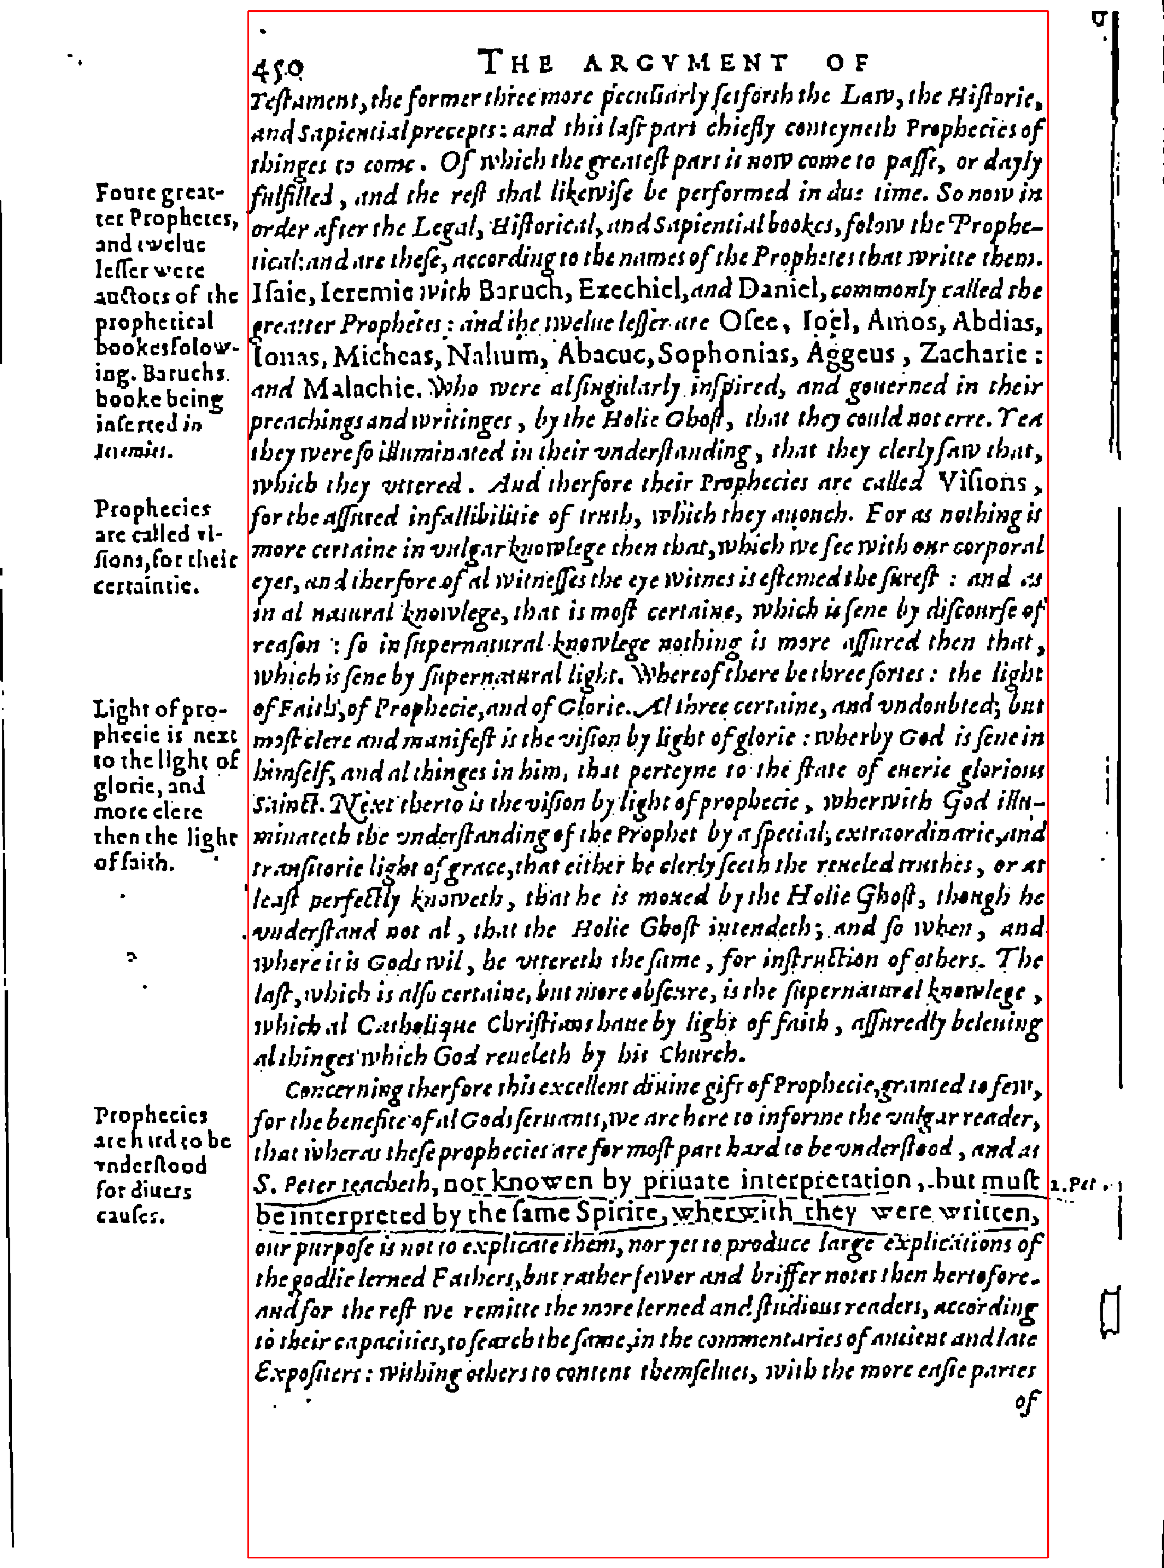 450 THE ARGVMENT OF
Teſtament, the former three more peculiarly ſetforth the Law, the Hiſtorie,
and Sapiential precepts: and this laſt part chiefly conteyneth Prophecies of
thinges to come. Of which the greateſt part is now come to paſſe, or dayly
fulfilled, and the reſt shal likewiſe be performed in due time. So now in
order after the Legal, Hiſtorical, and Sapiential bookes, folow the Prophe-
tical: and are theſe, according to the names of the Prophetes that writte them.
Iſaie, Ieremie with Baruch, Ezechiel, and Daniel, commonly called the
greatter Prophetes: and the twelue leſſer are Oſee, Ioel, Amos, Abdias,
Ionas, Micheas, Nahum, Abacuc, Sophonias, Aggeus, Zacharie:
and Malachie. Who were al ſingularly inſpired, and gouerned in their
preachings and writinges, by the Holie Ghoſt, that they could not erre. Yea
they were ſo illuminated in their vnderſtanding, that they clerly ſaw that,
which they vttered. And therfore their Prophecies are called Viſions,
for the aſſured infallibilitie of truth, which they auouch. For as nothing is
more certaine in vulgar knowlege then that, which we ſee with our corporal
eyes, and therfore of al witneſſes the eye witnes is eſtemed the ſureſt: and as
in al natural knowlege, that is moſt certaine, which is ſene by diſcourſe of
reaſon: ſo in ſupernatural knowlege nothing is more aſſured then that,
which is ſene by ſupernatural light. Wherof there be three ſortes: the light
of Faith, of Prophecie, and of Glorie. Al three certaine, and vndoubted; but
moſt clere and manifeſt is the viſion by light of glorie: wherby God is ſene in
himſelf, and al thinges in him, that perteyne to the ſtate of euerie glorious
Sainct. Next therto is the viſion by light of prophecie, wherwith God illu-
minateth the vnderſtanding of the Prophet by a ſpecial, extraordinarie, and
tranſitorie light of grace, that either he clerly ſeeth the reueled truthes, or at
leaſt perfectly knoweth, that he is moued by the Holie Ghoſt, though he
vnderſtand not al, that the Holie Ghoſt intendeth; and ſo when, and
where it is Gods wil, he vttereth the ſame, for inſtruction of others. The
laſt, which is alſo certaine, but more obſcure, is the ſupernatural knowlege,
which al Catholique Chriſtians haue by light of faith, aſſuredly beleuing
al thinges which God reueleth by his Church.
Concerning therfore this excellent diuine gift of Prophecie, granted to few,
for the benefite of al Gods ſeruants, we are here to informe the vulgar reader,
that wheras theſe prophecies are for moſt part hard to be vnderſtood, and as
S. Peter teacheth, not knowen by priuate interpretation, but muſt
be interpreted by the ſame Spirite, wherwith they were written,
our purpoſe is not to explicate them, nor yet to produce large explications of
the godlie lerned Fathers, but rather fewer and briffer notes then hertofore.
And for the reſt we remitte the more lerned and ſtudious readers, according
to their capacities, to ſearch the ſame, in the commentaries of ancient and late
Expoſiters: wiſhing others to content themſelues, with the more eaſie partes
of
Foure great-
ter Prophetes,
and twelue
leſſer were
auctors of the
prophetical
bookes folow-
ing. Baruchs
booke being
inſerted in
Ieremies.
Prophecies
are called vi-
ſions, for their
certaintie.
Light of pro-
phecie is next
to the light of
glorie, and
more clere
then the light
of faith.
Prophecies
are hard to be
vnderſtood
for diuers
cauſes.
2. Pet.